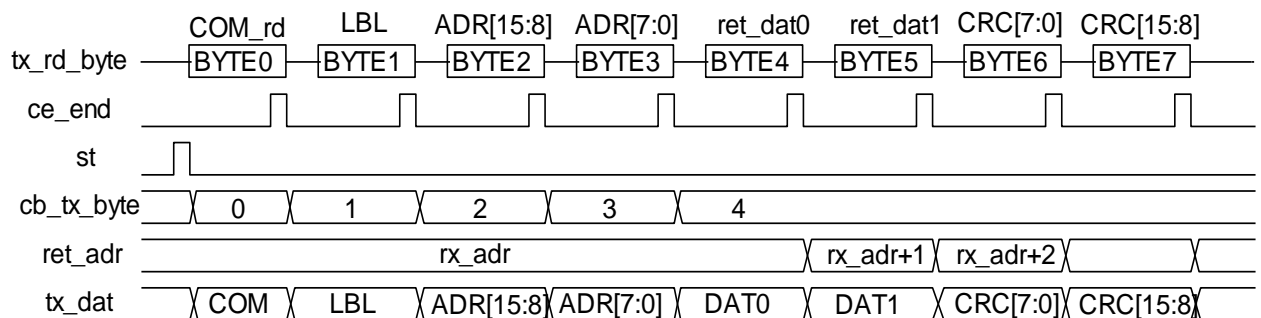 COM_rd LBL ADR[15:8] ADR[7:0] ret_dat0 ret_dat1 CRC[7:0] CRC[15:8]
tx_rd_byte BYTE0 BYTE1 BYTE2 BYTE3 BYTE4 BYTE5 BYTE6 BYTE7
ce_end
st
cb_tx_byte 0 1 2 3 4
ret_adr rx_adr rx_adr+1 rx_adr+2
tx_dat COM LBL ADR[15:8] ADR[7:0] DAT0 DAT1 CRC[7:0] CRC[15:8]